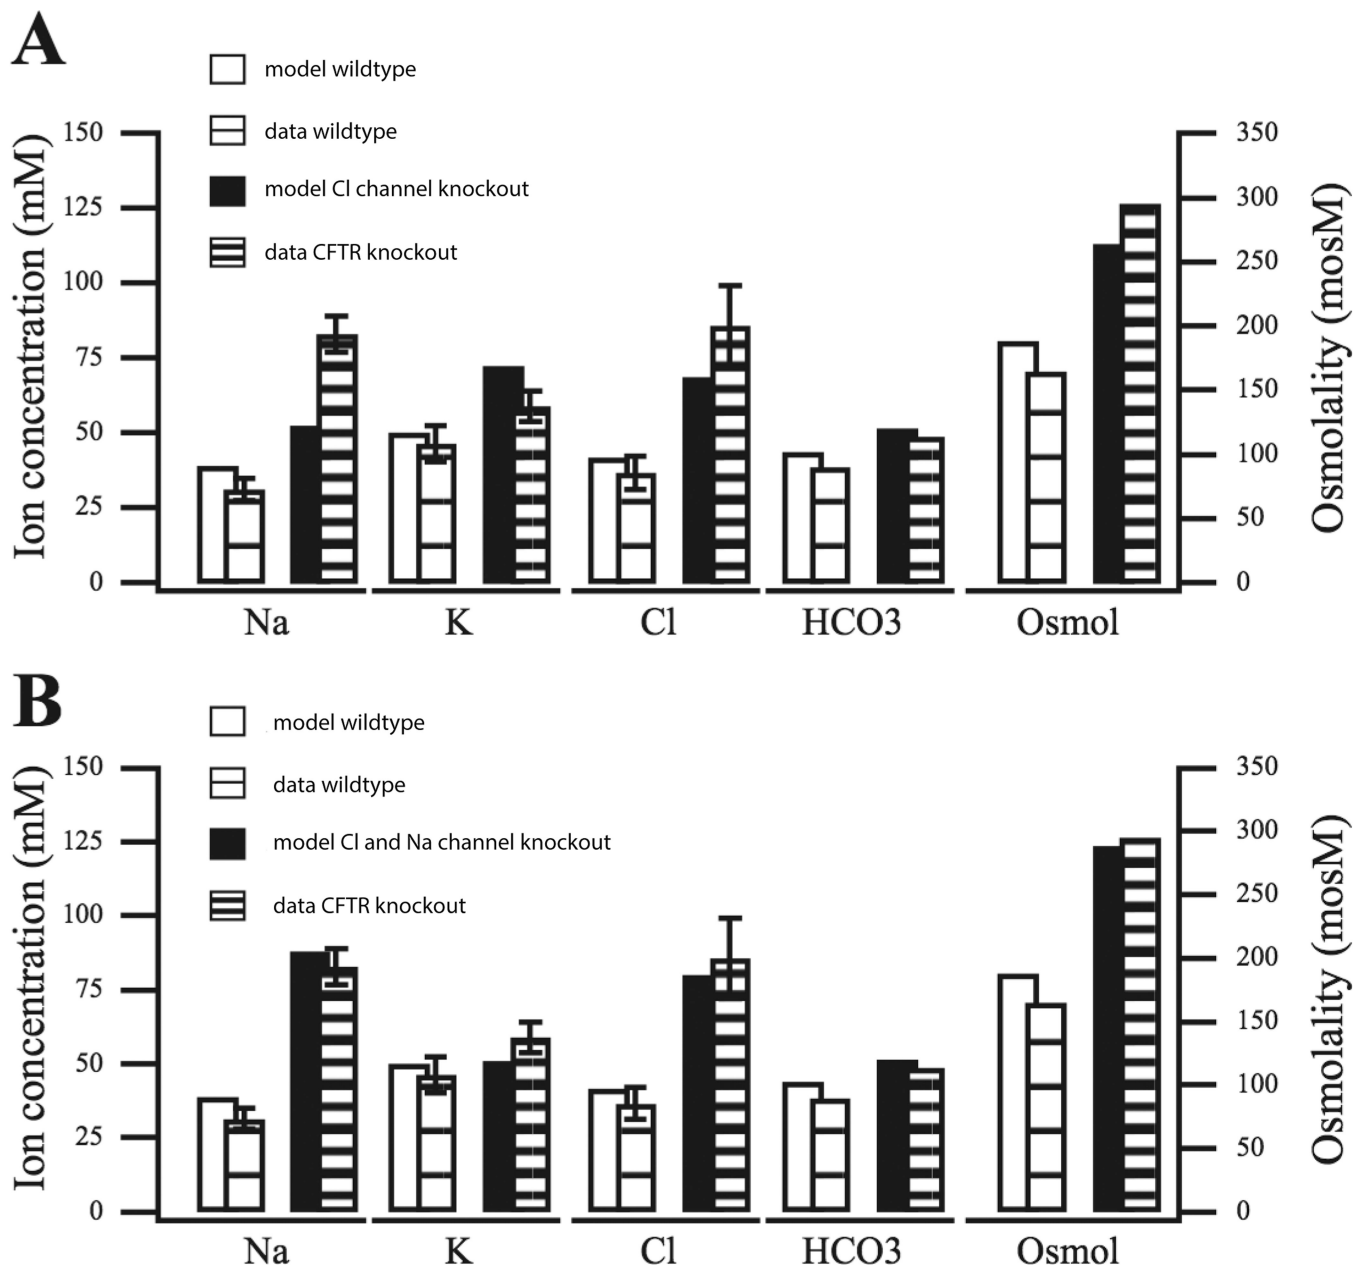 A
model wildtype
data wildtype
model Cl channel knockout
data CFTR knockout
Ion concentration (mM)
150
125
100
75
50
25
0
350
300
250
200
150
100
50
0
Osmolality (mosM)
Na K Cl HCO3 Osmol
B
model wildtype
data wildtype
model Cl and Na channel knockout
data CFTR knockout
Ion concentration (mM)
150
125
100
75
50
25
0
350
300
250
200
150
100
50
0
Osmolality (mosM)
Na K Cl HCO3 Osmol